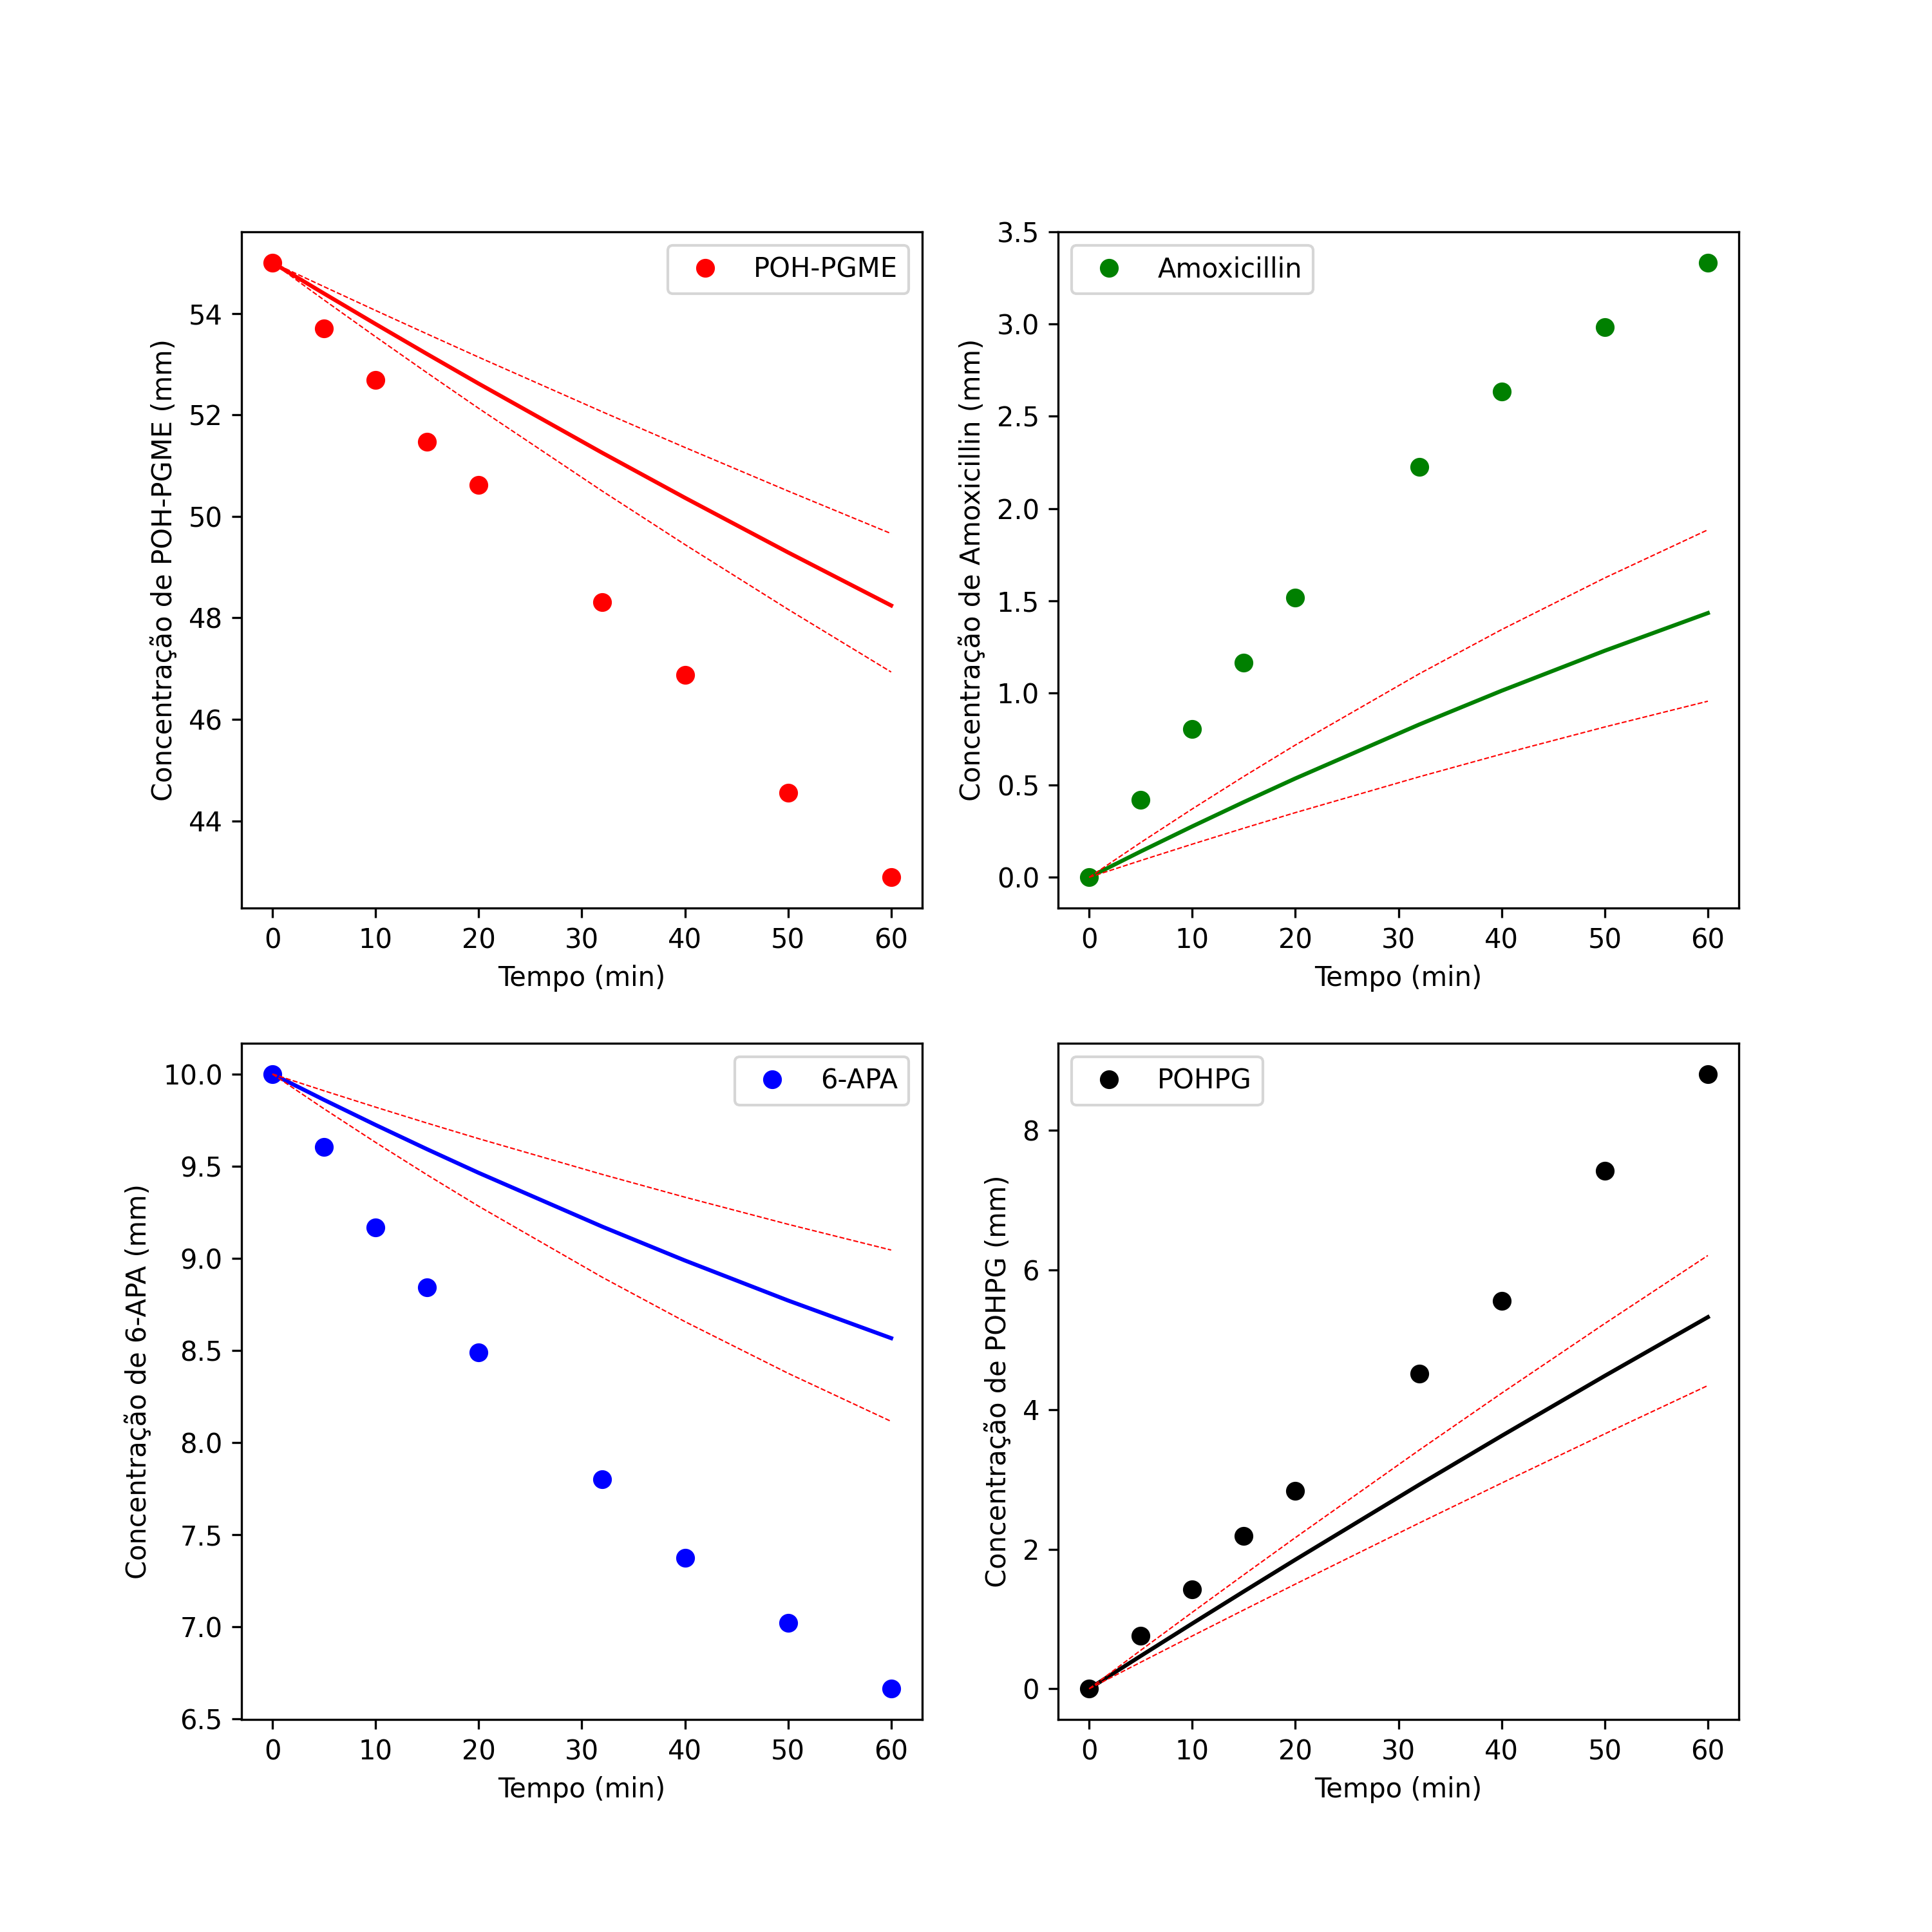 POH-PGME
Concentração de POH-PGME (mm)
54
52
50
48
46
44
0 10 20 30 40 50 60
Tempo (min)
Amoxicillin
Concentração de Amoxicillin (mm)
3.5
3.0
2.5
2.0
1.5
1.0
0.5
0.0
0 10 20 30 40 50 60
Tempo (min)
6-APA
Concentração de 6-APA (mm)
10.0
9.5
9.0
8.5
8.0
7.5
7.0
6.5
0 10 20 30 40 50 60
Tempo (min)
POHPG
Concentração de POHPG (mm)
8
6
4
2
0
0 10 20 30 40 50 60
Tempo (min)